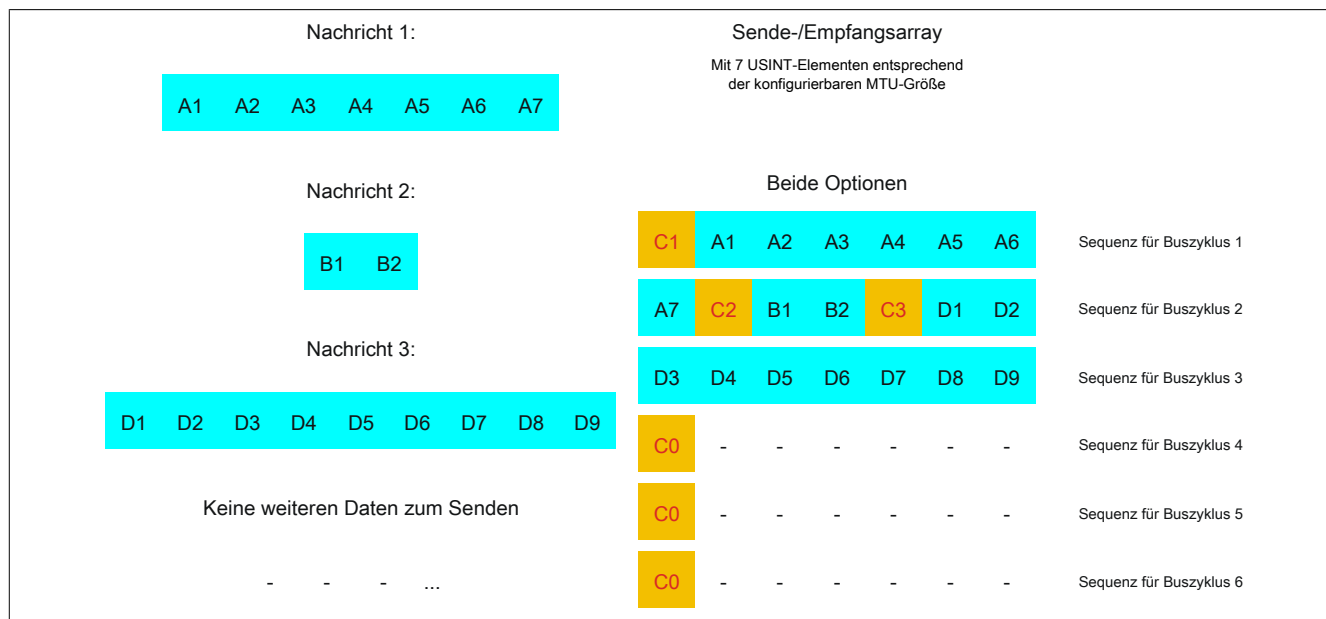 Nachricht 1:
A1 A2 A3 A4 A5 A6 A7
Nachricht 2:
B1 B2
Nachricht 3:
D1 D2 D3 D4 D5 D6 D7 D8 D9
Keine weiteren Daten zum Senden
- - - ...
Sende-/Empfangsarray
Mit 7 USINT-Elementen entsprechend
der konfigurierbaren MTU-Größe
Beide Optionen
C1 A1 A2 A3 A4 A5 A6 Sequenz für Buszyklus 1
A7 C2 B1 B2 C3 D1 D2 Sequenz für Buszyklus 2
D3 D4 D5 D6 D7 D8 D9 Sequenz für Buszyklus 3
C0 - - - - - - Sequenz für Buszyklus 4
C0 - - - - - - Sequenz für Buszyklus 5
C0 - - - - - - Sequenz für Buszyklus 6